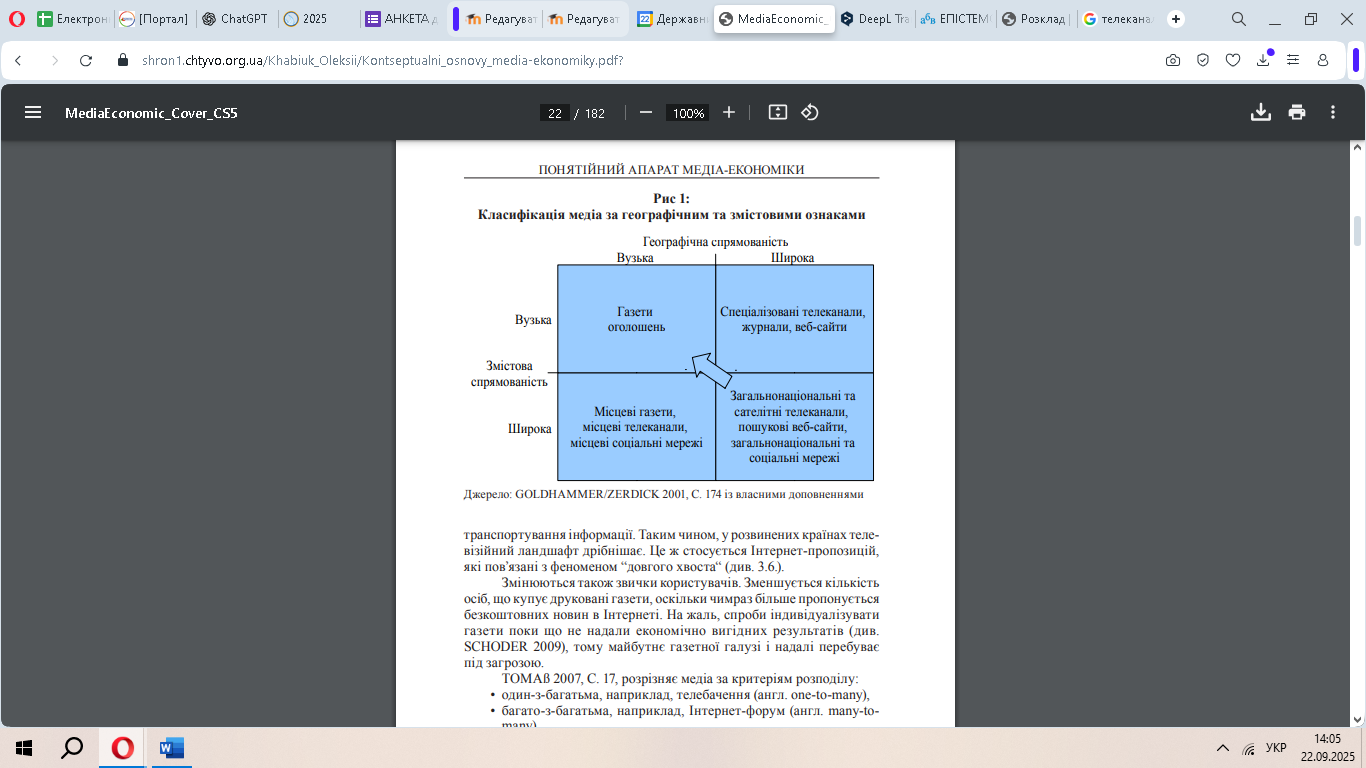 Електронн
[Портал]
ChatGPT
2025
АНКЕТА д
Редагуват
Редагуват
22 Державн
MediaEconomic_
DeepL Tra
абв ЕПІСТЕМ
Розклад
телеканал
shron1.chtyvo.org.ua/Khabiuk_Oleksii/Kontseptualni_osnovy_media-ekonomiky.pdf?
MediaEconomic_Cover_CS5
22 / 182
100%
ПОНЯТІЙНИЙ АПАРАТ МЕДІА-ЕКОНОМІКИ
Рис 1:
Класифікація медіа за географічним та змістовими ознаками
Географічна спрямованість
Вузька Широка
Вузька
Газети
оголошень
Спеціалізовані телеканали,
журнали, веб-сайти
Змістова
спрямованість
Широка
Місцеві газети,
місцеві телеканали,
місцеві соціальні мережі
Загальнонаціональні та
сателітні телеканали,
пошукові веб-сайти,
загальнонаціональні та
соціальні мережі
Джерело: GOLDHAMMER/ZERDICK 2001, С. 174 із власними доповненнями
транспортування інформації. Таким чином, у розвинених країнах теле-
візійний ландшафт дрібнішає. Це ж стосується Інтернет-пропозицій,
які пов’язані з феноменом “довгого хвоста“ (див. 3.6.).
Змінюються також звички користувачів. Зменшується кількість
осіб, що купує друковані газети, оскільки чимраз більше пропонується
безкоштовних новин в Інтернеті. На жаль, спроби індивідуалізувати
газети поки що не надали економічно вигідних результатів (див.
SCHODER 2009), тому майбутнє газетної галузі і надалі перебуває
під загрозою.
ТОМАß 2007, С. 17, розрізняє медіа за критеріям розподілу:
• один-з-багатьма, наприклад, телебачення (англ. one-to-many),
• багато-з-багатьма, наприклад, Інтернет-форум (англ. many-to-
many)
УКР
14:05
22.09.2025